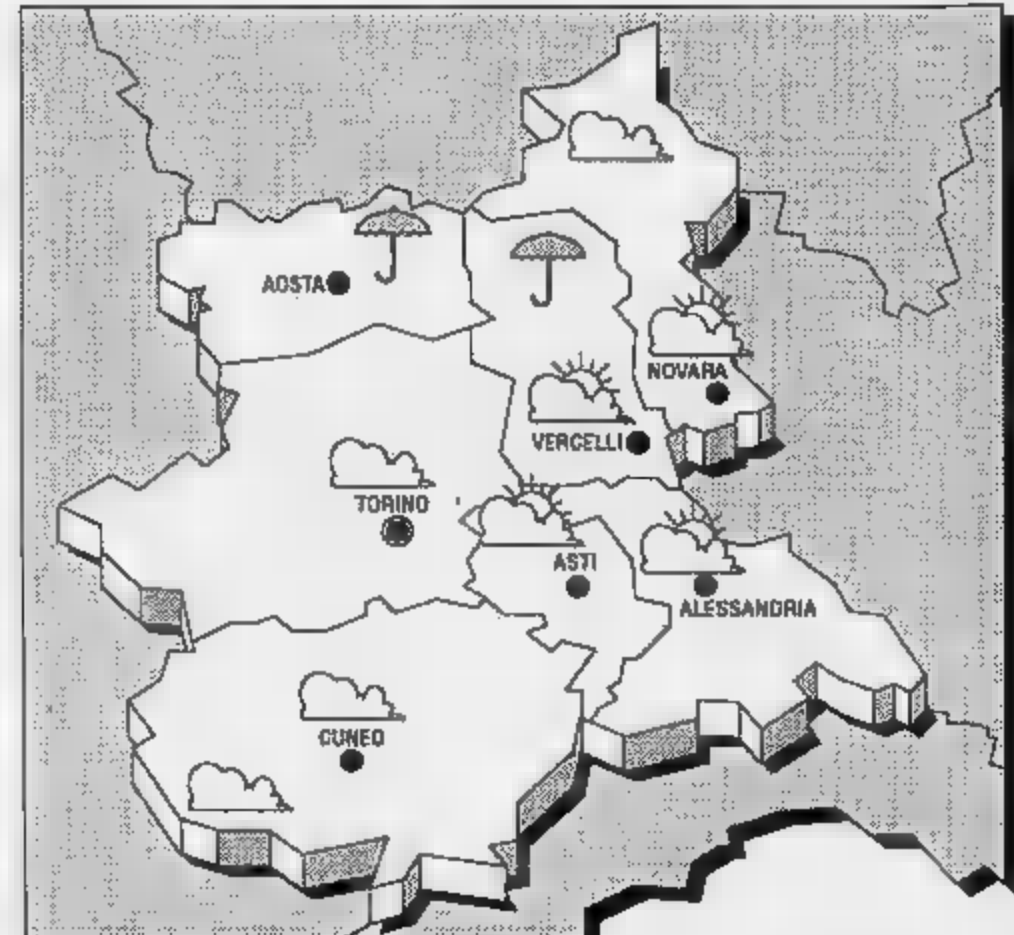 AOSTA
NOVARA
VERCELLI
TORINO
ASTI
ALESSANDRIA
CUNEO